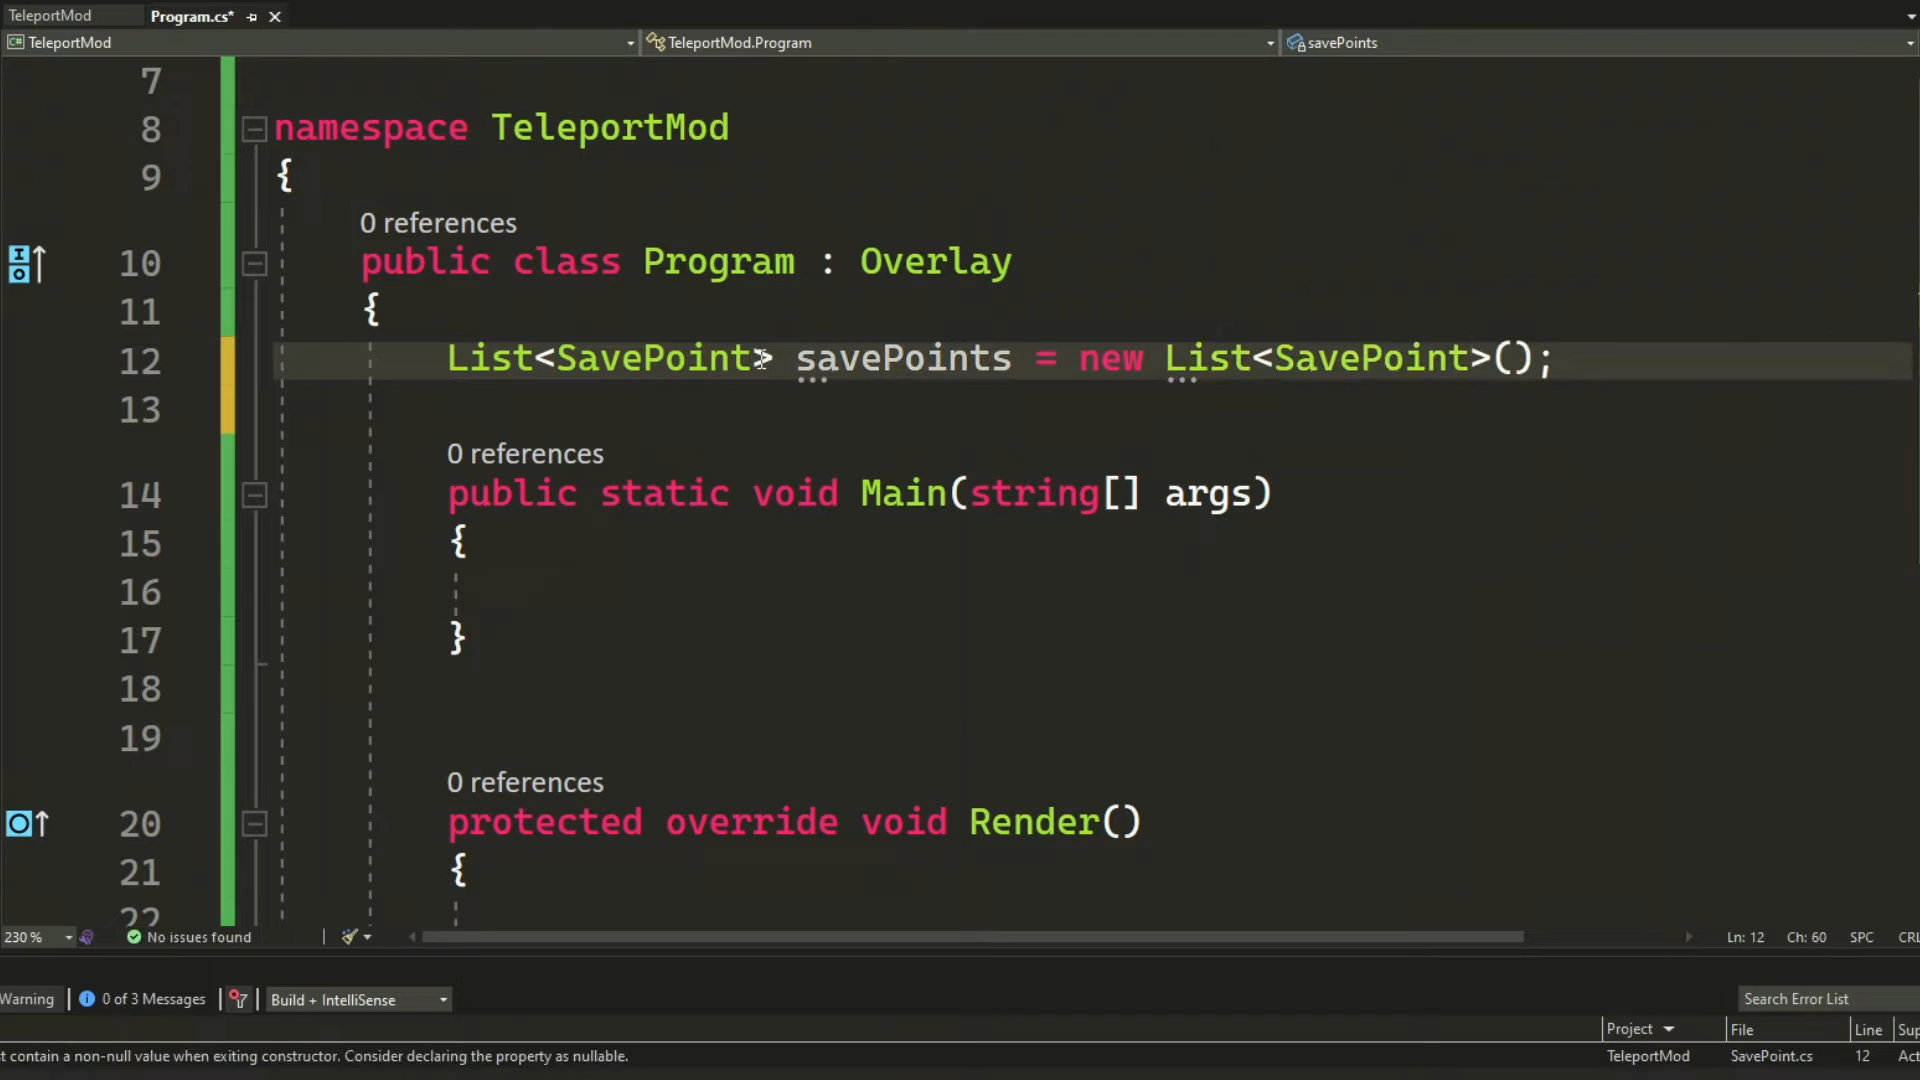 TeleportMod
Program.cs*
TeleportMod
TeleportMod.Program
savePoints
7
8 namespace TeleportMod
9 {
0 references
10 public class Program : Overlay
11 {
12 List<SavePoint> savePoints = new List<SavePoint>();
13
0 references
14 public static void Main(string[] args)
15 {
16
17 }
18
19
0 references
20 protected override void Render()
21 {
22
230 %
No issues found
Ln: 12 Ch: 60 SPC CRL
Warning
0 of 3 Messages
Build + IntelliSense
Search Error List
Project File Line Sup
t contain a non-null value when exiting constructor. Consider declaring the property as nullable. TeleportMod SavePoint.cs 12 Act